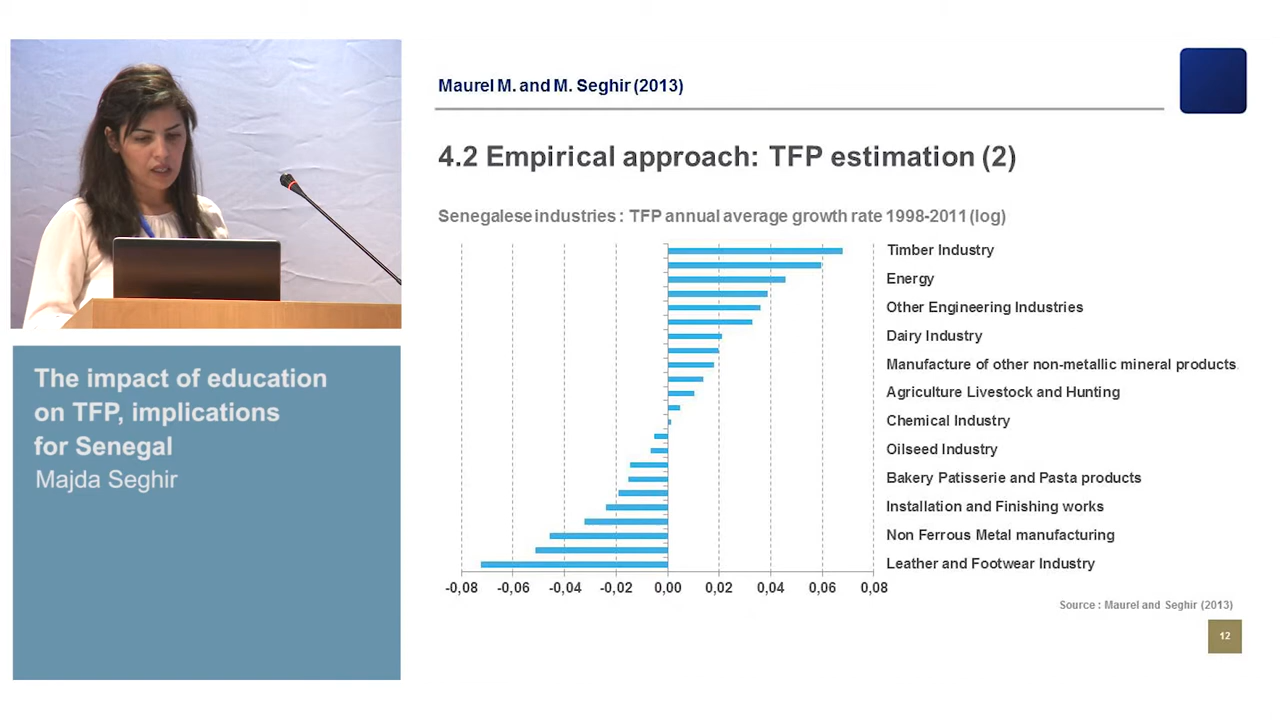 Maurel M. and M. Seghir (2013)
4.2 Empirical approach: TFP estimation (2)
Senegalese industries : TFP annual average growth rate 1998-2011 (log)
Timber Industry
Energy
Other Engineering Industries
Dairy Industry
Manufacture of other non-metallic mineral products.
Agriculture Livestock and Hunting
Chemical Industry
Oilseed Industry
Bakery Patisserie and Pasta products
Installation and Finishing works
Non Ferrous Metal manufacturing
Leather and Footwear Industry
-0,08 -0,06 -0,04 -0,02 0,00 0,02 0,04 0,06 0,08
Source : Maurel and Seghir (2013)
12
The impact of education
on TFP, implications
for Senegal
Majda Seghir